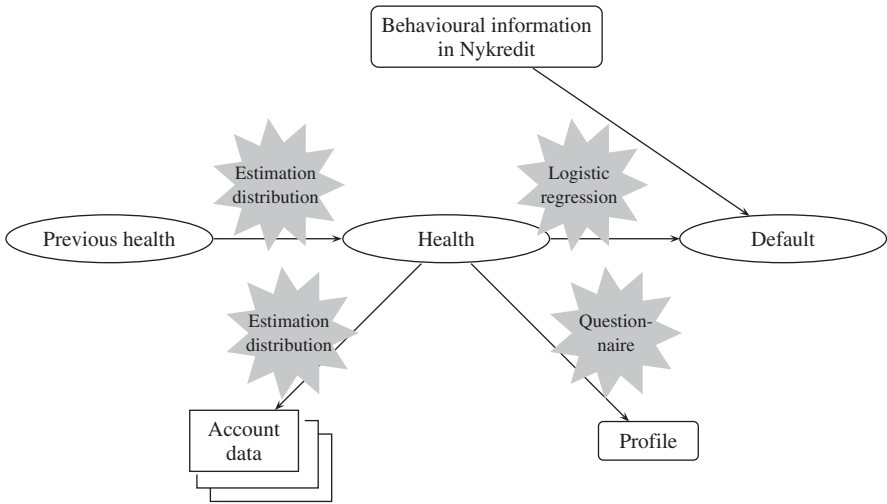 Behavioural information
in Nykredit
Estimation
distribution
Logistic
regression
Previous health
Health
Default
Estimation
distribution
Question-
naire
Account
data
Profile